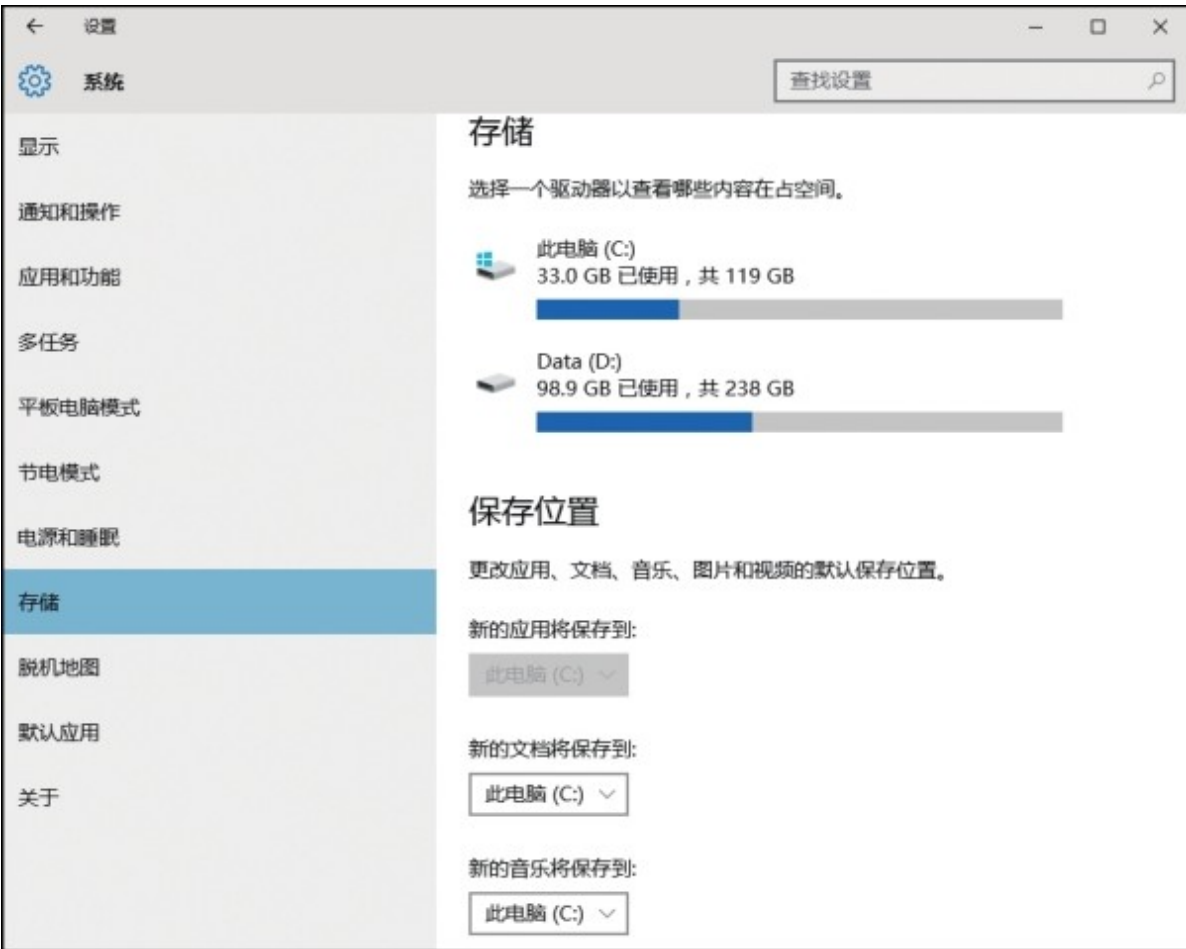 设置
系统
查找设置
显示
通知和操作
应用和功能
多任务
平板电脑模式
节电模式
电源和睡眠
存储
脱机地图
默认应用
关于
存储
选择一个驱动器以查看哪些内容在占空间。
此电脑 (C:)
33.0 GB 已使用，共 119 GB
Data (D:)
98.9 GB 已使用，共 238 GB
保存位置
更改应用、文档、音乐、图片和视频的默认保存位置。
新的应用将保存到:
此电脑 (C:)
新的文档将保存到:
此电脑 (C:)
新的音乐将保存到:
此电脑 (C:)